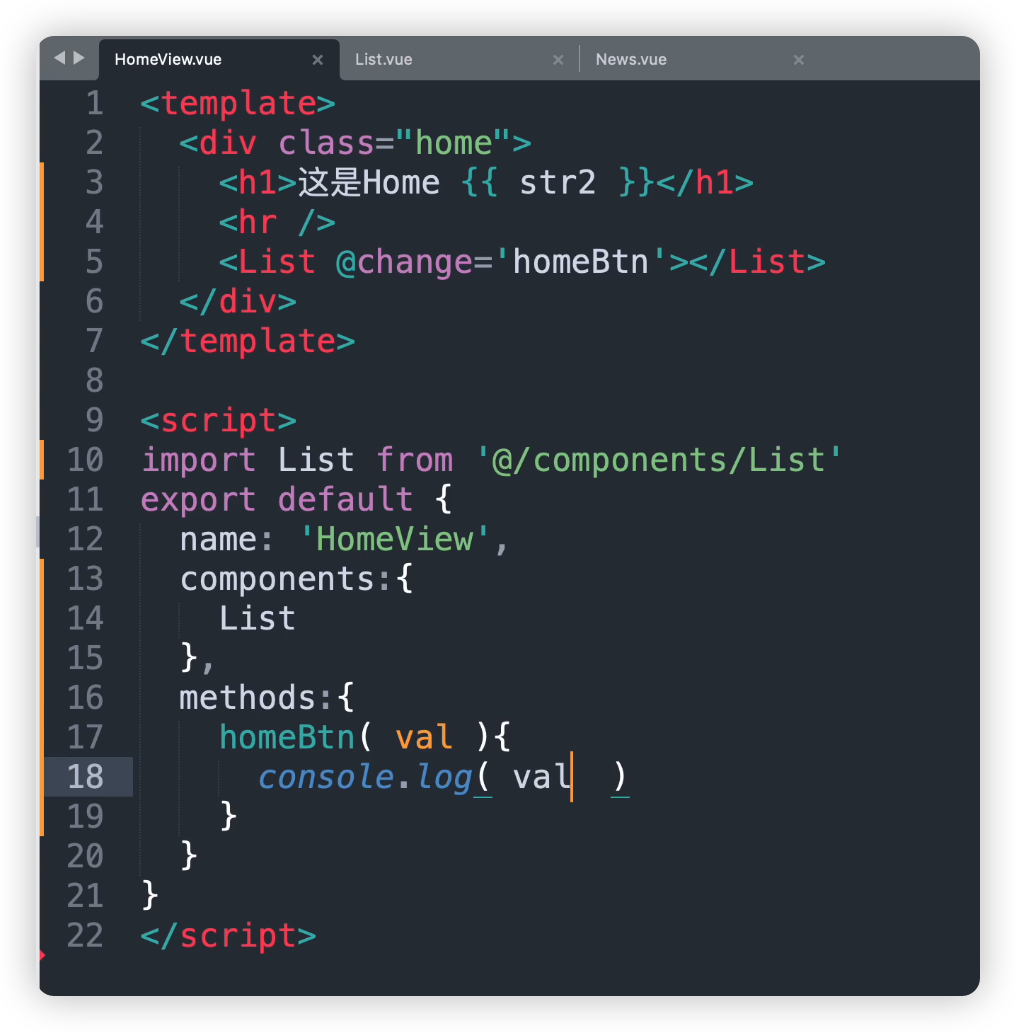 HomeView.vue × List.vue × News.vue ×
1 <template>
2   <div class="home">
3     <h1>这是Home {{ str2 }}</h1>
4     <hr />
5     <List @change='homeBtn'></List>
6   </div>
7 </template>
8
9 <script>
10 import List from '@/components/List'
11 export default {
12   name: 'HomeView',
13   components:{
14     List
15   },
16   methods:{
17     homeBtn( val ){
18       console.log( val  )
19     }
20   }
21 }
22 </script>